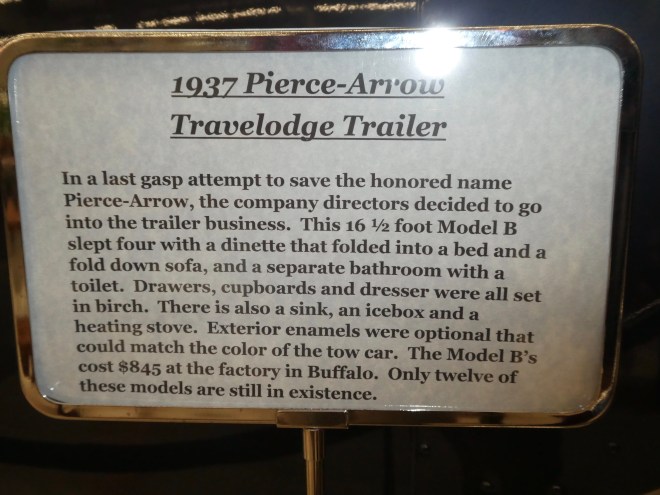 1937 Pierce-Arrow
Travelodge Trailer
In a last gasp attempt to save the honored name
Pierce-Arrow, the company directors decided to go
into the trailer business.  This 16 ½ foot Model B
slept four with a dinette that folded into a bed and a
fold down sofa, and a separate bathroom with a
toilet.  Drawers, cupboards and dresser were all set
in birch.  There is also a sink, an icebox and a
heating stove.  Exterior enamels were optional that
could match the color of the tow car.  The Model B's
cost $845 at the factory in Buffalo.  Only twelve of
these models are still in existence.